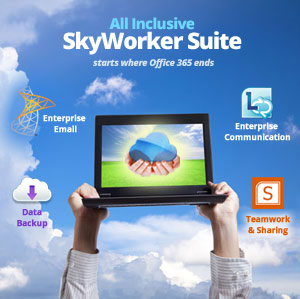 All Inclusive
SkyWorker Suite
starts where Office 365 ends
Enterprise
Email
Enterprise
Communication
Data
Backup
Teamwork
& Sharing